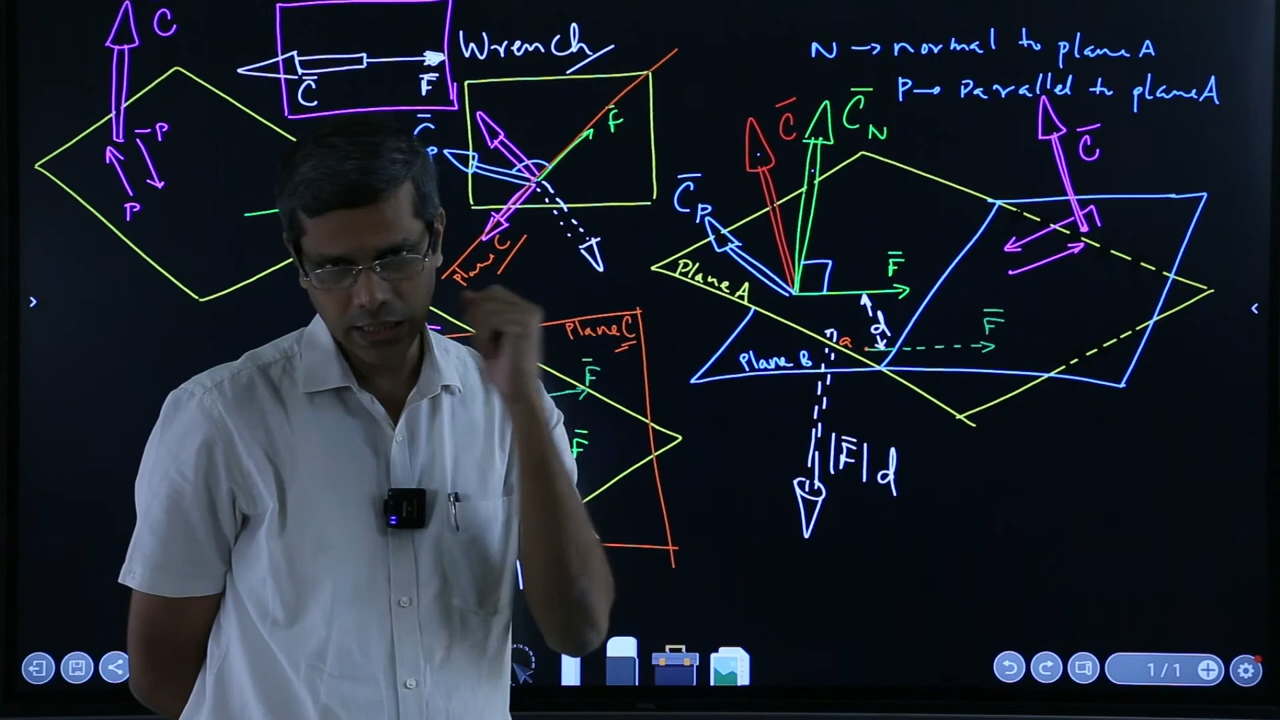 C
-P
P
C̄
F̄
Wrench
C̄
P
F̄
Plane C
N → normal to plane A
P → parallel to plane A
C̄
C̄N
C̄P
C̄
F̄
Plane A
d
a
F̄
Plane B
|F̄| d
Plane C
F̄
F̄
1/1